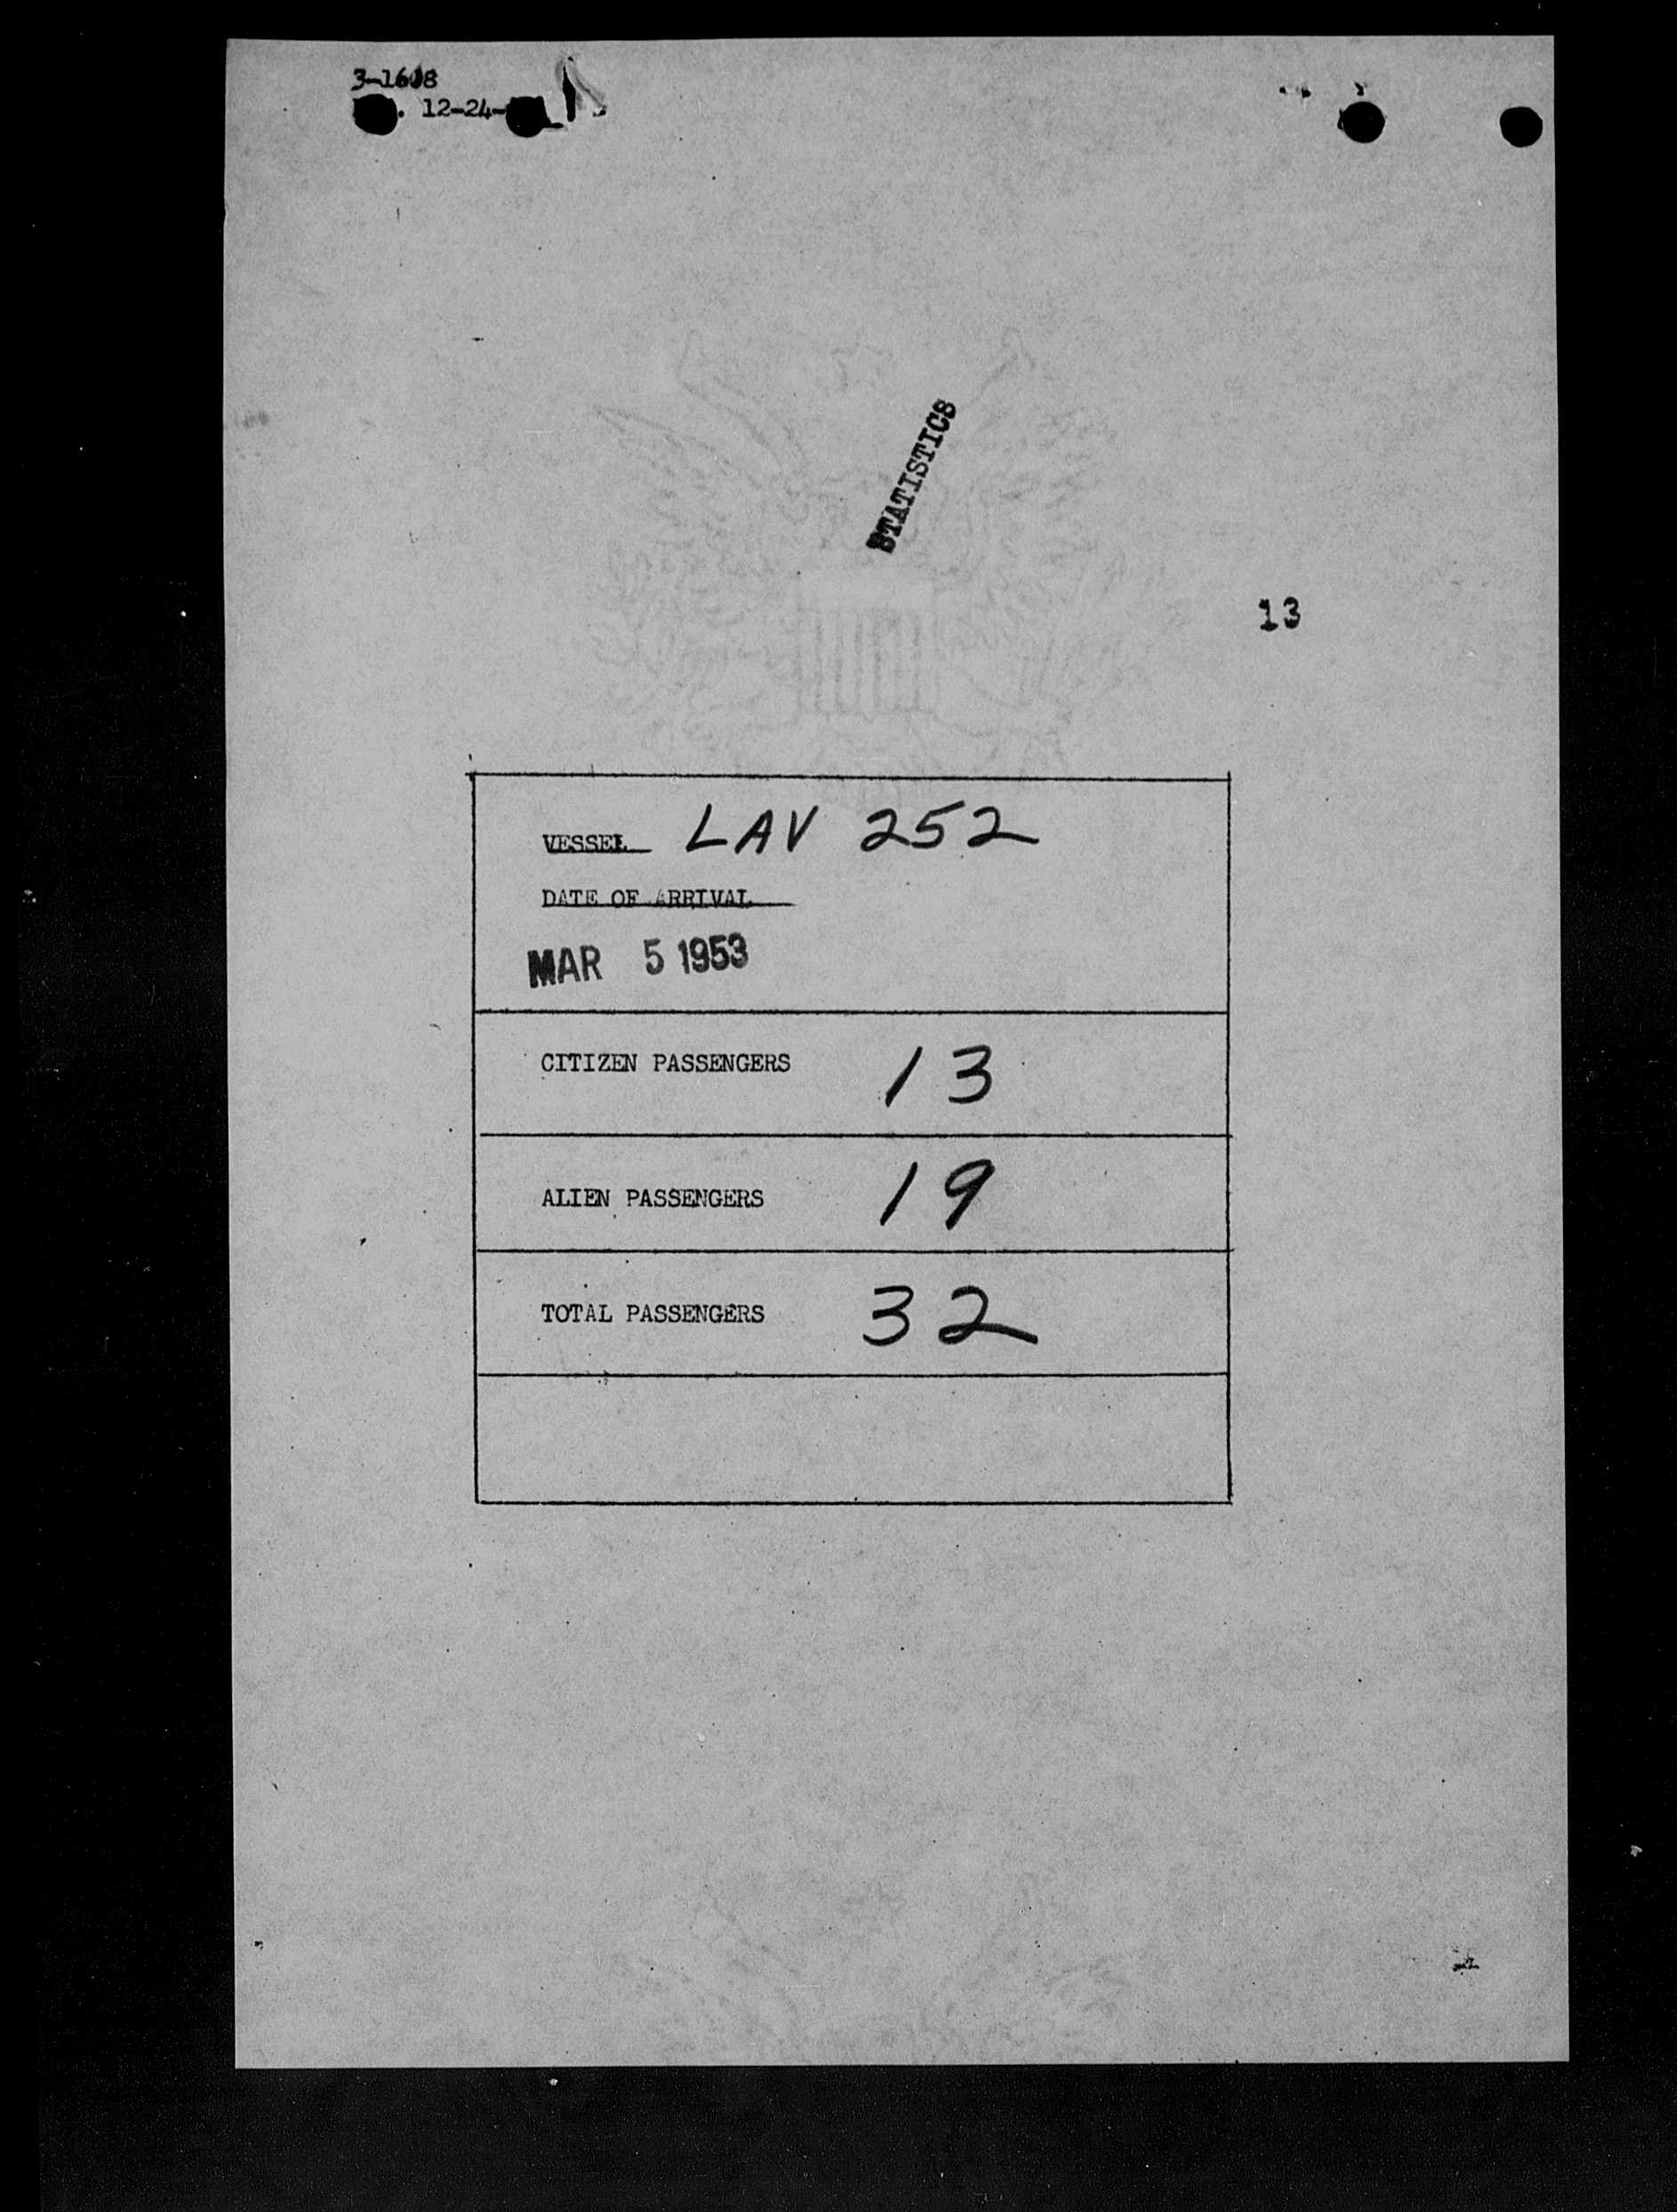 3-1608
12-24-
STATISTICS
13
VESSEL LAV 252
DATE OF ARRIVAL
MAR 5 1953
CITIZEN PASSENGERS 13
ALIEN PASSENGERS 19
TOTAL PASSENGERS 32